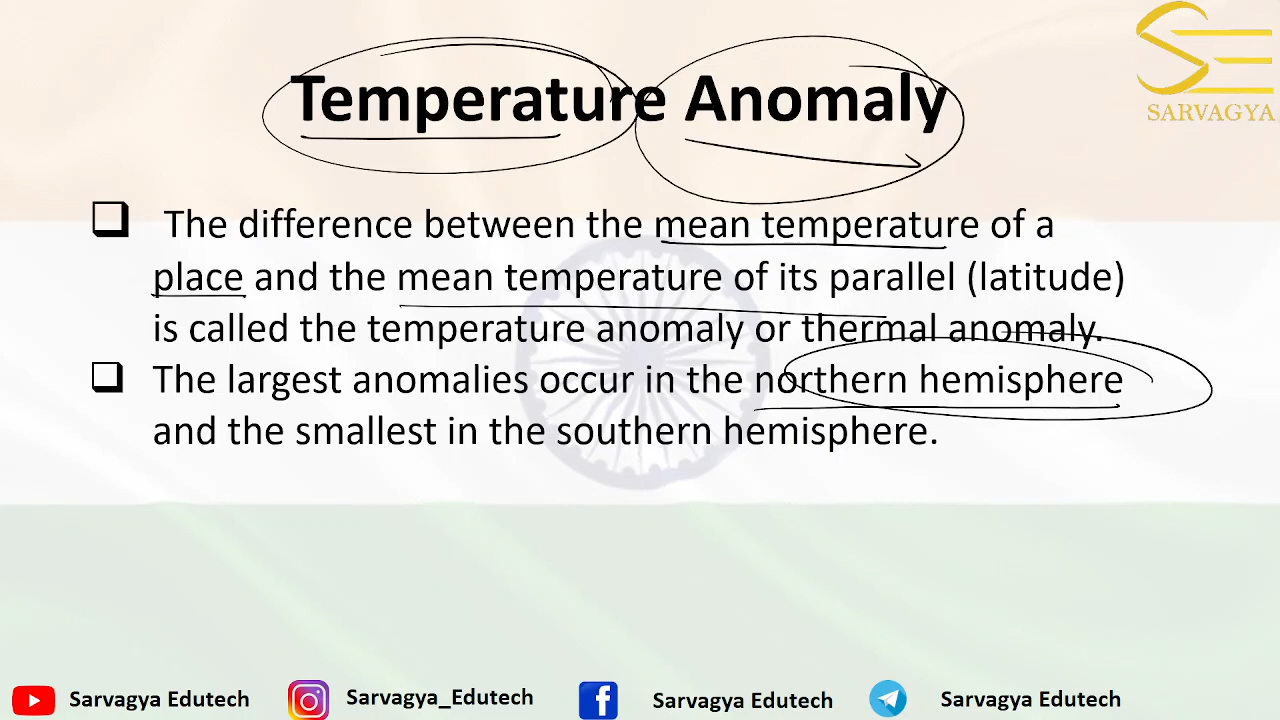 SARVAGYA
Temperature Anomaly
The difference between the mean temperature of a
place and the mean temperature of its parallel (latitude)
is called the temperature anomaly or thermal anomaly.
The largest anomalies occur in the northern hemisphere
and the smallest in the southern hemisphere.
Sarvagya Edutech Sarvagya_Edutech Sarvagya Edutech Sarvagya Edutech